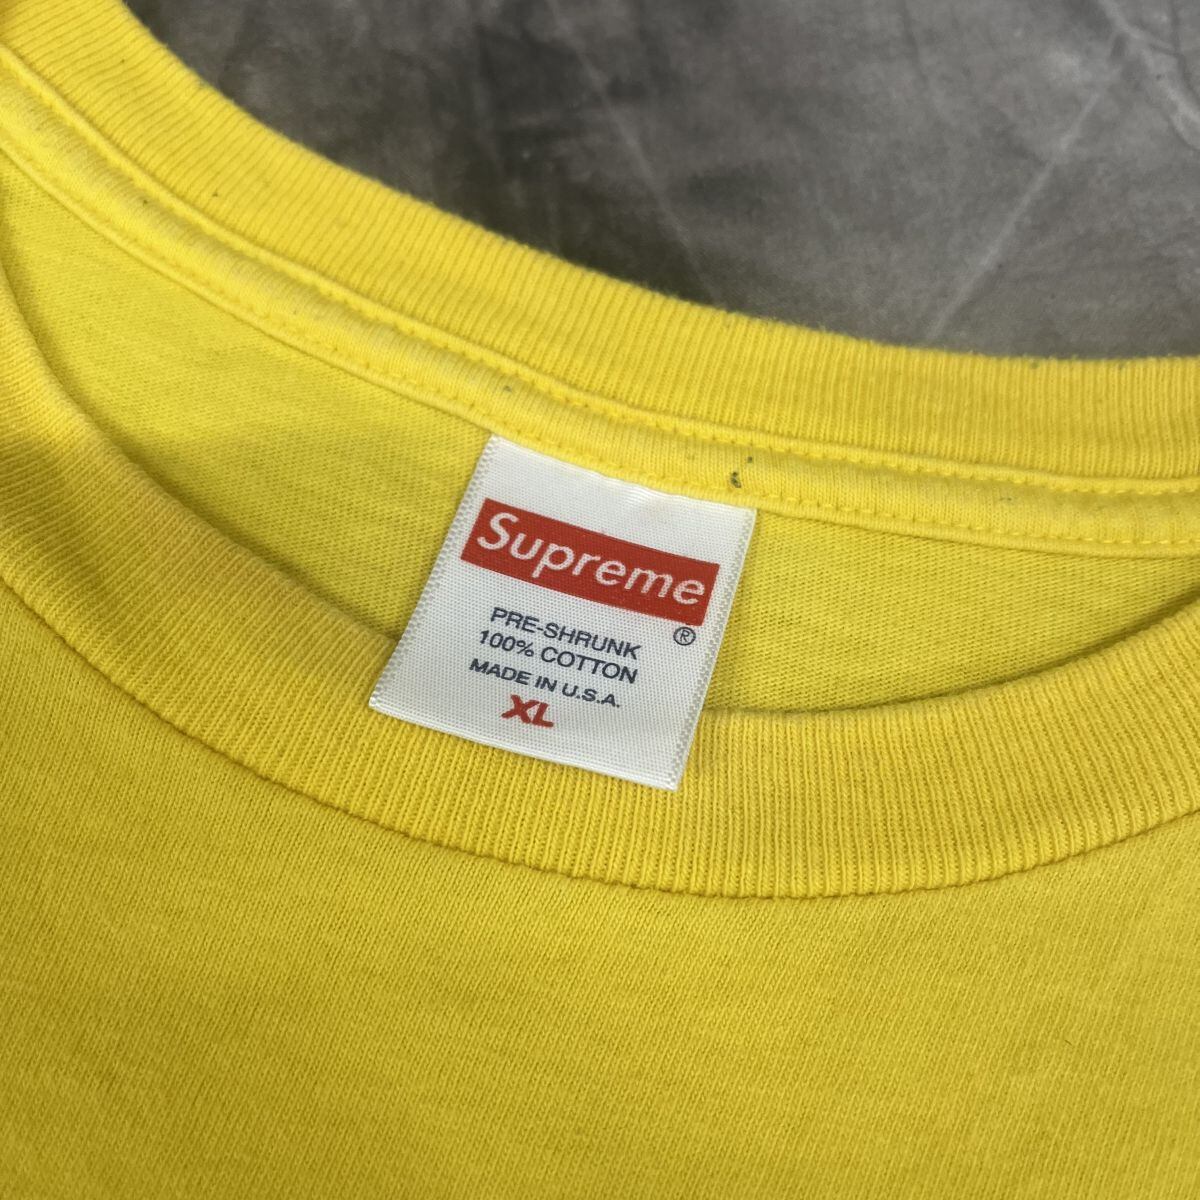 Supreme
®
PRE-SHRUNK
100% COTTON
MADE IN U.S.A.
XL